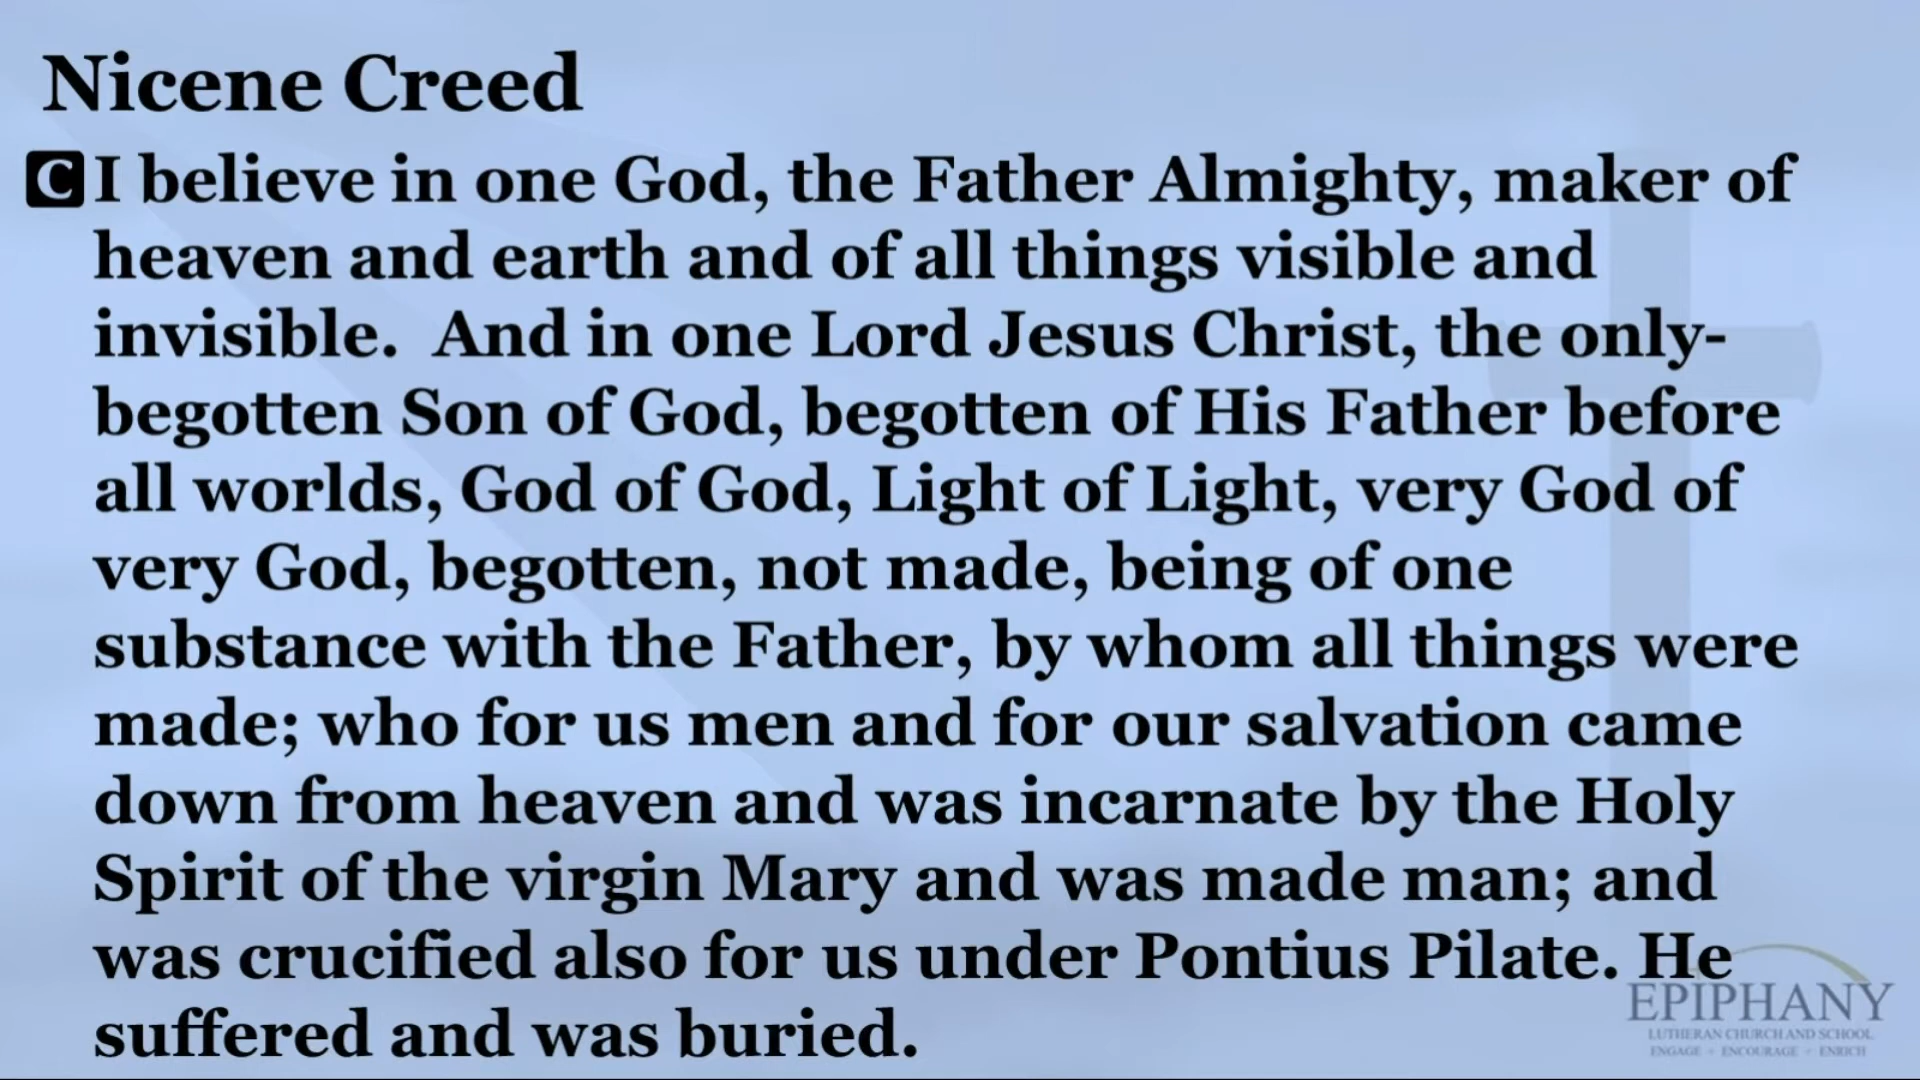 Nicene Creed
C I believe in one God, the Father Almighty, maker of
heaven and earth and of all things visible and
invisible.  And in one Lord Jesus Christ, the only-
begotten Son of God, begotten of His Father before
all worlds, God of God, Light of Light, very God of
very God, begotten, not made, being of one
substance with the Father, by whom all things were
made; who for us men and for our salvation came
down from heaven and was incarnate by the Holy
Spirit of the virgin Mary and was made man; and
was crucified also for us under Pontius Pilate. He
suffered and was buried.
EPIPHANY
LUTHERAN CHURCH AND SCHOOL
ENGAGE • ENCOURAGE • ENRICH